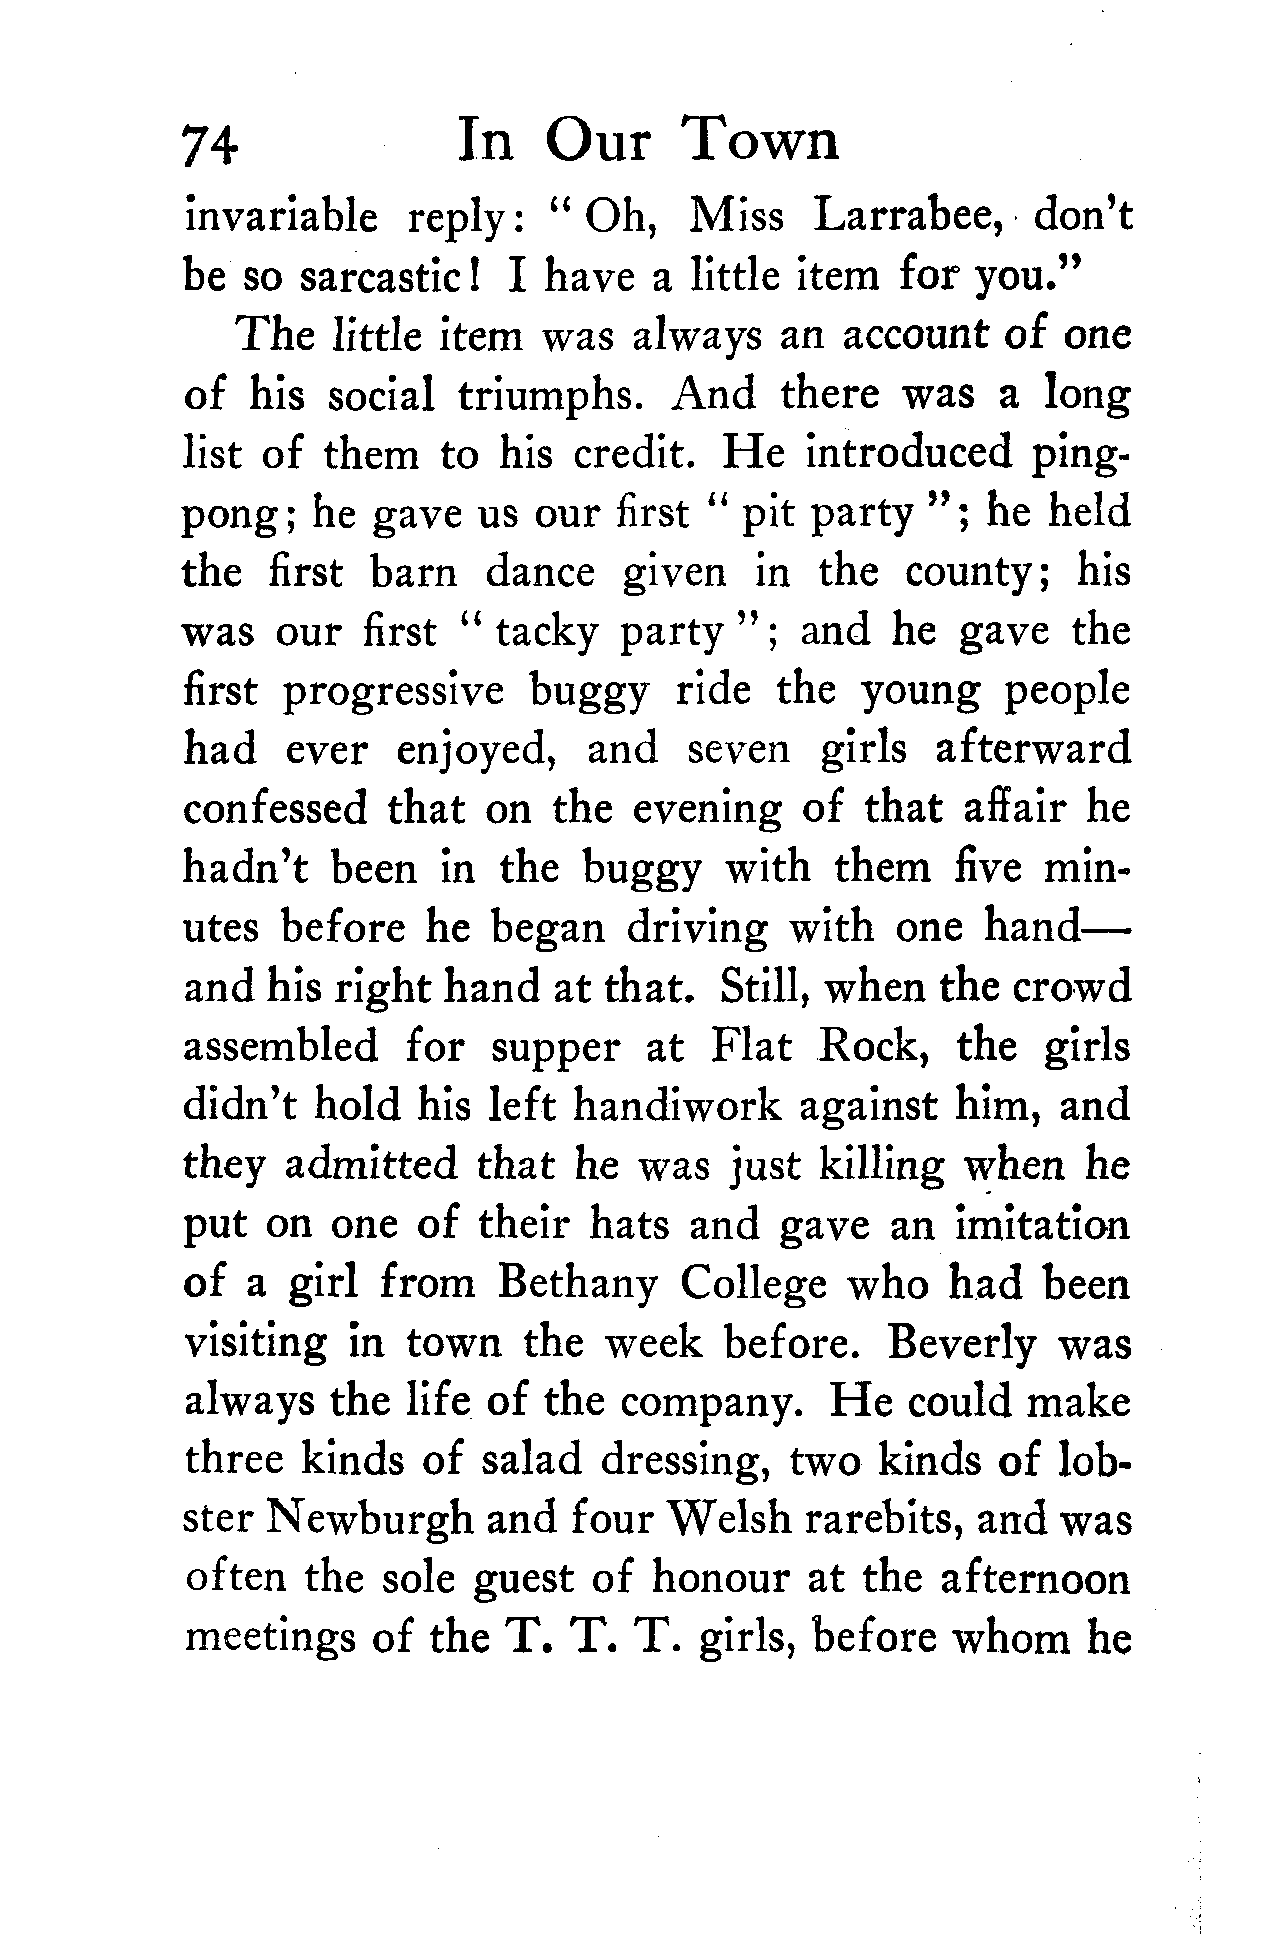 74 In Our Town
invariable reply: " Oh, Miss Larrabee, don't
be so sarcastic! I have a little item for you."
The little item was always an account of one
of his social triumphs. And there was a long
list of them to his credit. He introduced ping-
pong; he gave us our first " pit party "; he held
the first barn dance given in the county; his
was our first " tacky party "; and he gave the
first progressive buggy ride the young people
had ever enjoyed, and seven girls afterward
confessed that on the evening of that affair he
hadn't been in the buggy with them five min-
utes before he began driving with one hand—
and his right hand at that. Still, when the crowd
assembled for supper at Flat Rock, the girls
didn't hold his left handiwork against him, and
they admitted that he was just killing when he
put on one of their hats and gave an imitation
of a girl from Bethany College who had been
visiting in town the week before. Beverly was
always the life of the company. He could make
three kinds of salad dressing, two kinds of lob-
ster Newburgh and four Welsh rarebits, and was
often the sole guest of honour at the afternoon
meetings of the T. T. T. girls, before whom he